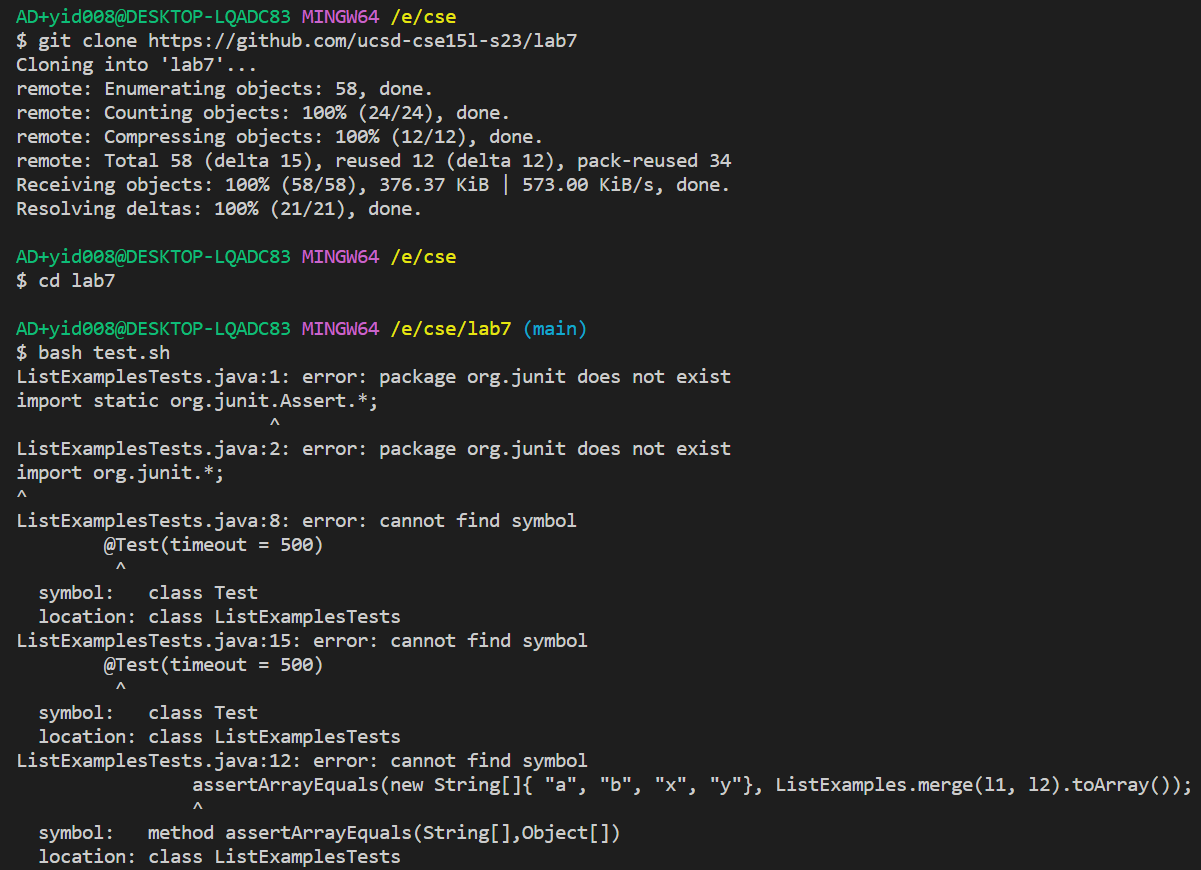 AD+yid008@DESKTOP-LQADC83 MINGW64 /e/cse
$ git clone https://github.com/ucsd-cse15l-s23/lab7
Cloning into 'lab7'...
remote: Enumerating objects: 58, done.
remote: Counting objects: 100% (24/24), done.
remote: Compressing objects: 100% (12/12), done.
remote: Total 58 (delta 15), reused 12 (delta 12), pack-reused 34
Receiving objects: 100% (58/58), 376.37 KiB | 573.00 KiB/s, done.
Resolving deltas: 100% (21/21), done.

AD+yid008@DESKTOP-LQADC83 MINGW64 /e/cse
$ cd lab7

AD+yid008@DESKTOP-LQADC83 MINGW64 /e/cse/lab7 (main)
$ bash test.sh
ListExamplesTests.java:1: error: package org.junit does not exist
import static org.junit.Assert.*;
                       ^
ListExamplesTests.java:2: error: package org.junit does not exist
import org.junit.*;
^
ListExamplesTests.java:8: error: cannot find symbol
        @Test(timeout = 500)
         ^
  symbol:   class Test
  location: class ListExamplesTests
ListExamplesTests.java:15: error: cannot find symbol
        @Test(timeout = 500)
         ^
  symbol:   class Test
  location: class ListExamplesTests
ListExamplesTests.java:12: error: cannot find symbol
                assertArrayEquals(new String[]{ "a", "b", "x", "y"}, ListExamples.merge(l1, l2).toArray());
                ^
  symbol:   method assertArrayEquals(String[],Object[])
  location: class ListExamplesTests